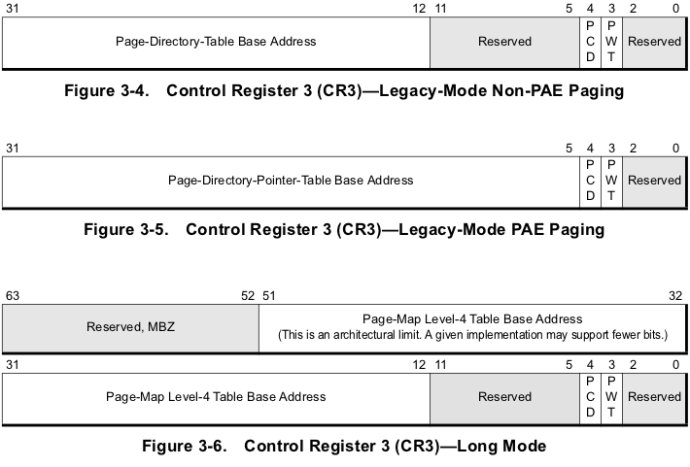 31 12 11 5 4 3 2 0
Page-Directory-Table Base Address Reserved P C D P W T Reserved
Figure 3-4. Control Register 3 (CR3)—Legacy-Mode Non-PAE Paging
31 5 4 3 2 0
Page-Directory-Pointer-Table Base Address P C D P W T Reserved
Figure 3-5. Control Register 3 (CR3)—Legacy-Mode PAE Paging
63 52 51 32
Reserved, MBZ Page-Map Level-4 Table Base Address
(This is an architectural limit. A given implementation may support fewer bits.)
31 12 11 5 4 3 2 0
Page-Map Level-4 Table Base Address Reserved P C D P W T Reserved
Figure 3-6. Control Register 3 (CR3)—Long Mode